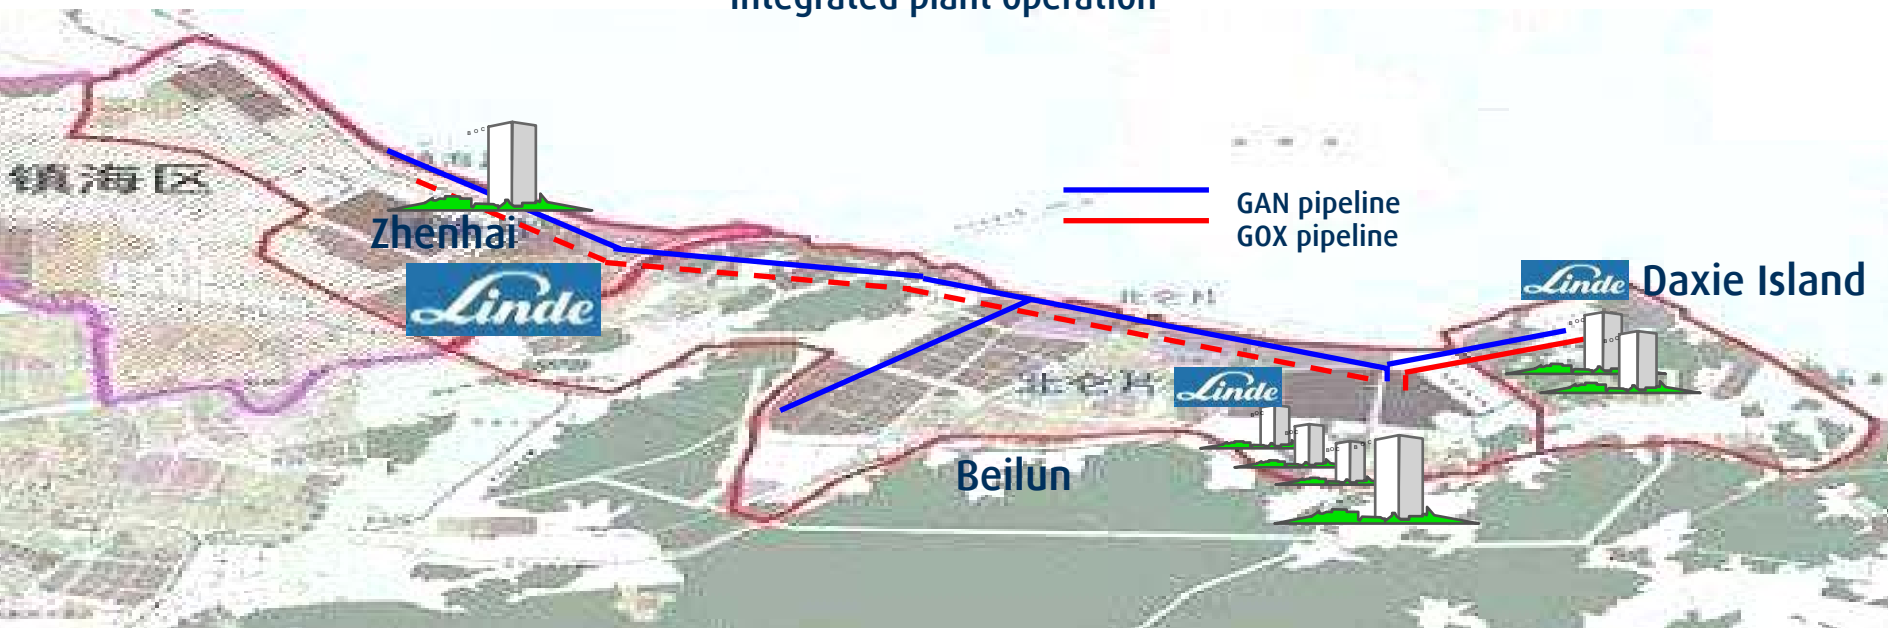 Integrated plant operation
镇海区
GAN pipeline
GOX pipeline
Zhenhai
Linde
Linde Daxie Island
Linde
Beilun